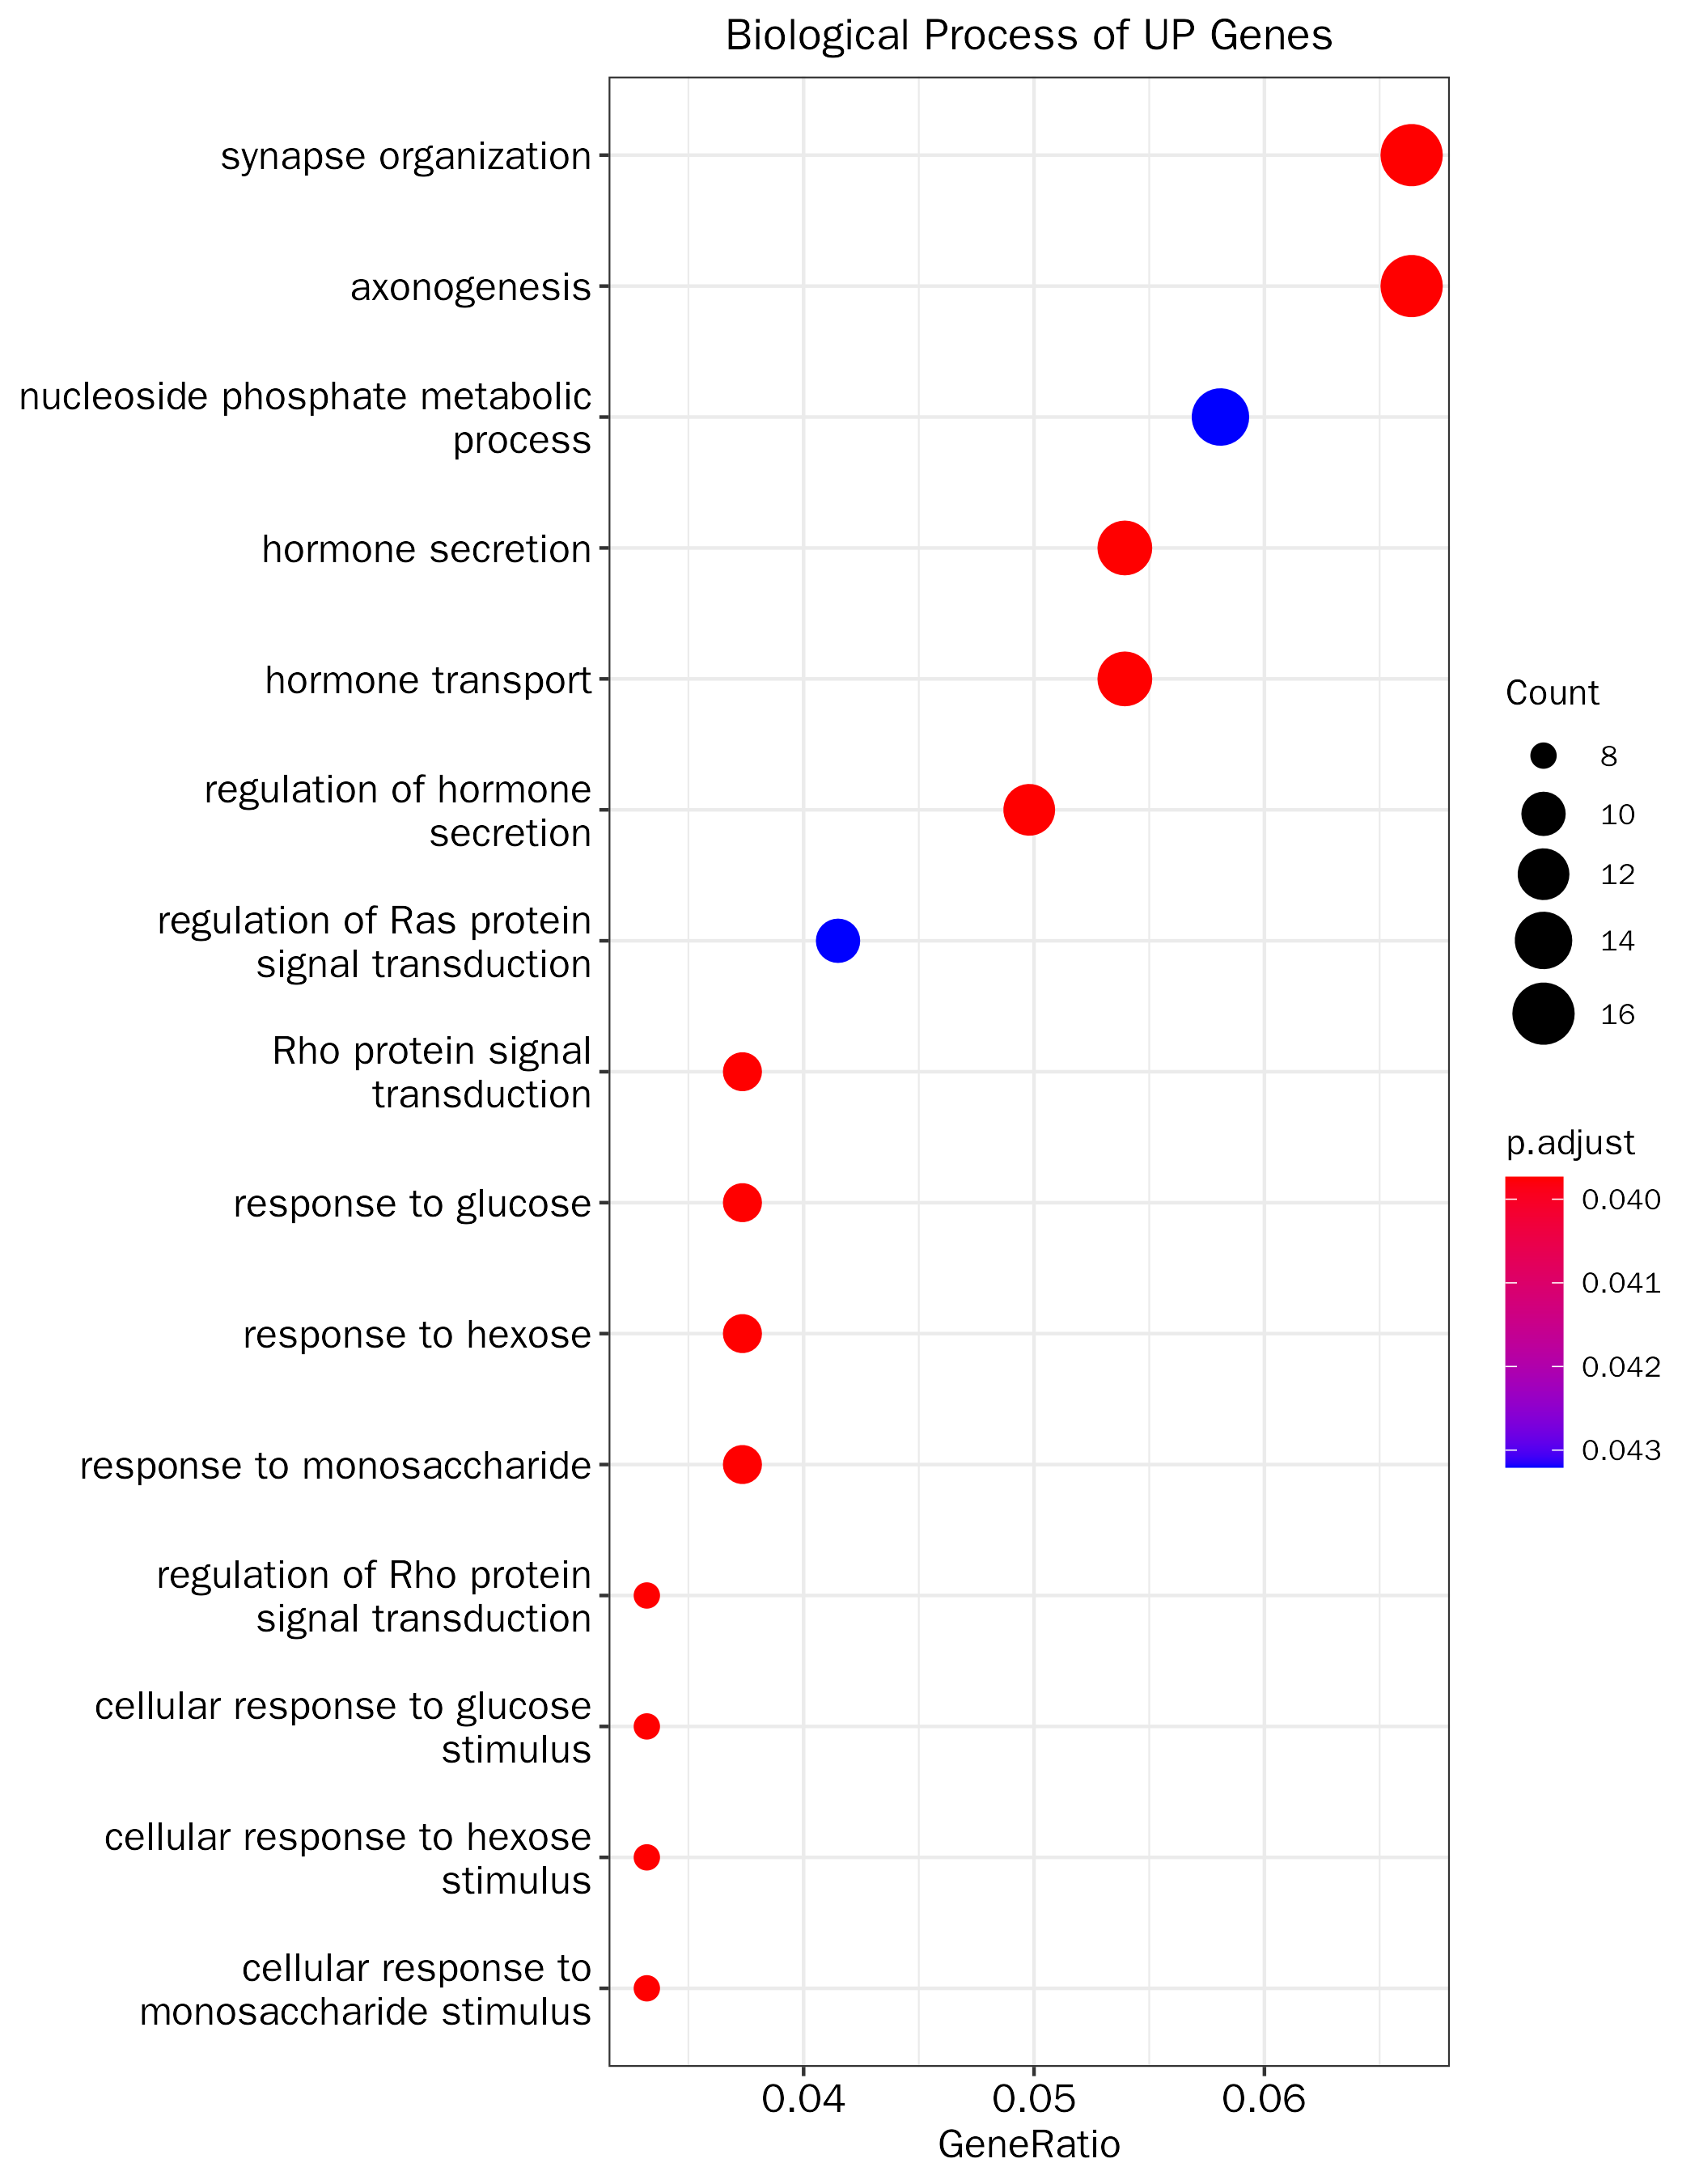 Biological Process of UP Genes
synapse organization
axonogenesis
nucleoside phosphate metabolic
process
hormone secretion
hormone transport
regulation of hormone
secretion
regulation of Ras protein
signal transduction
Rho protein signal
transduction
response to glucose
response to hexose
response to monosaccharide
regulation of Rho protein
signal transduction
cellular response to glucose
stimulus
cellular response to hexose
stimulus
cellular response to
monosaccharide stimulus
0.04 0.05 0.06
GeneRatio
Count
8
10
12
14
16
p.adjust
0.040
0.041
0.042
0.043